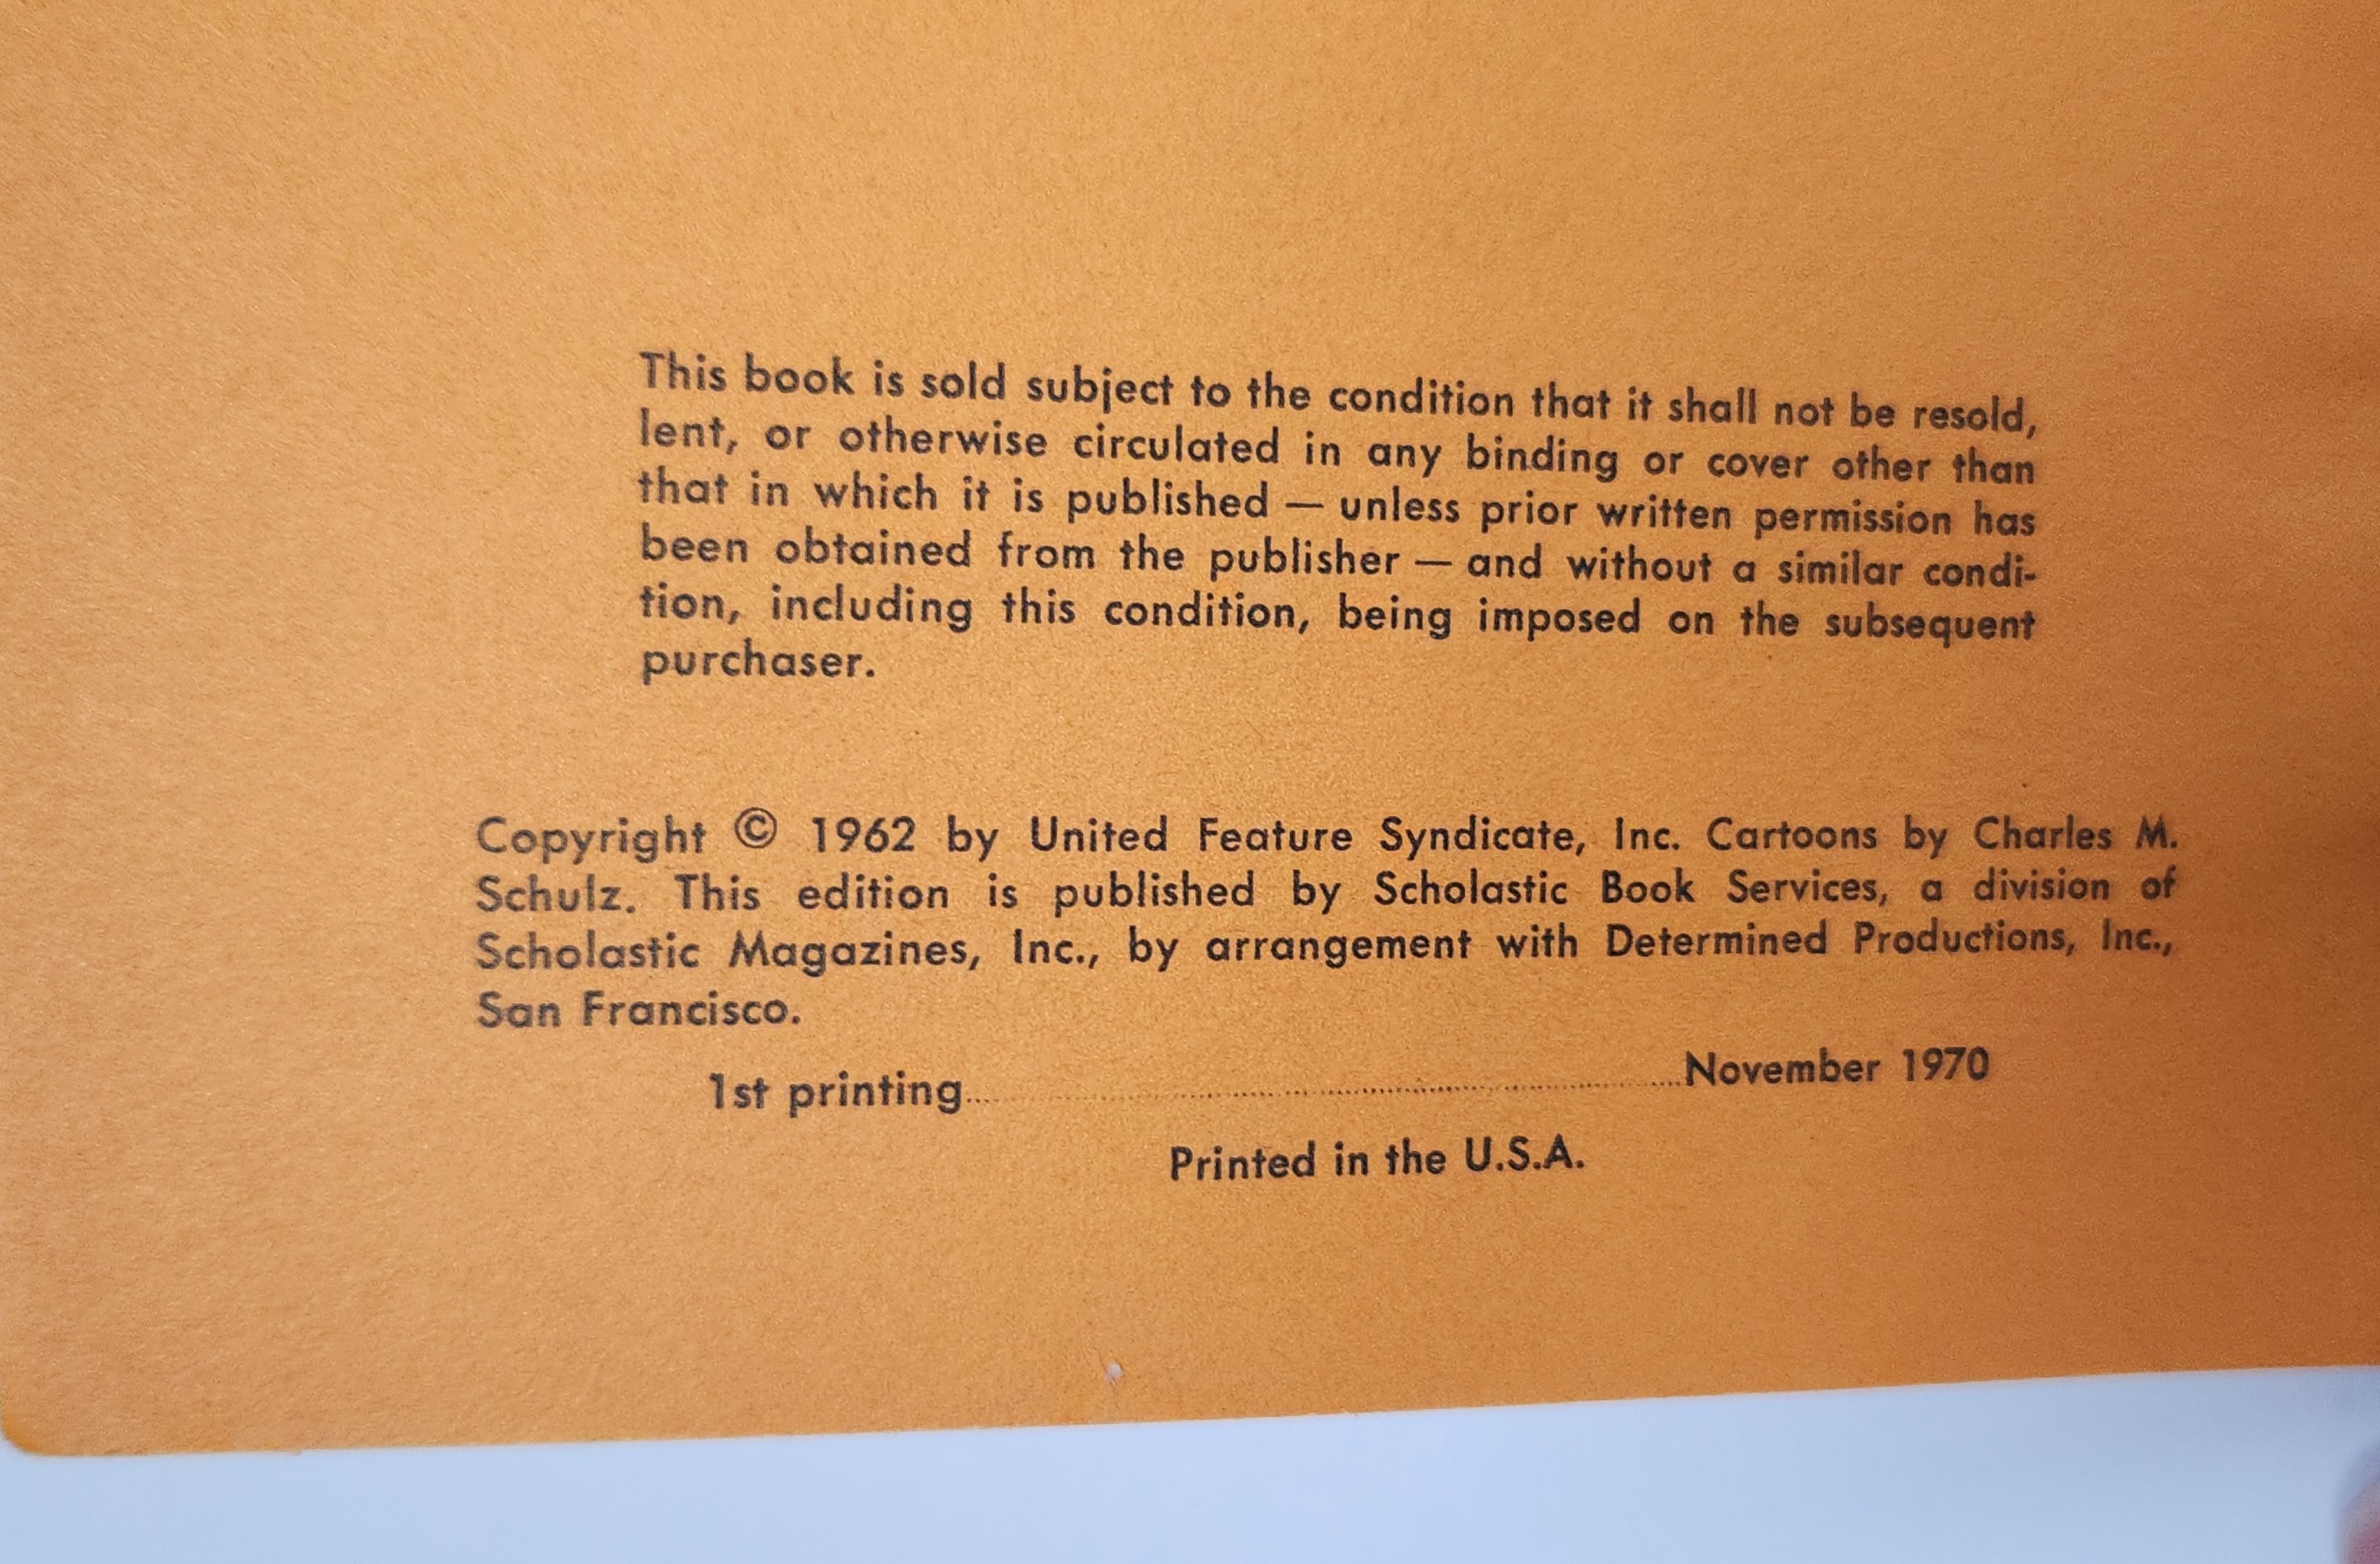 This book is sold subject to the condition that it shall not be resold,
lent, or otherwise circulated in any binding or cover other than
that in which it is published — unless prior written permission has
been obtained from the publisher — and without a similar condi-
tion, including this condition, being imposed on the subsequent
purchaser.
Copyright © 1962 by United Feature Syndicate, Inc. Cartoons by Charles M.
Schulz. This edition is published by Scholastic Book Services, a division of
Scholastic Magazines, Inc., by arrangement with Determined Productions, Inc.,
San Francisco.
1st printing........................................November 1970
Printed in the U.S.A.